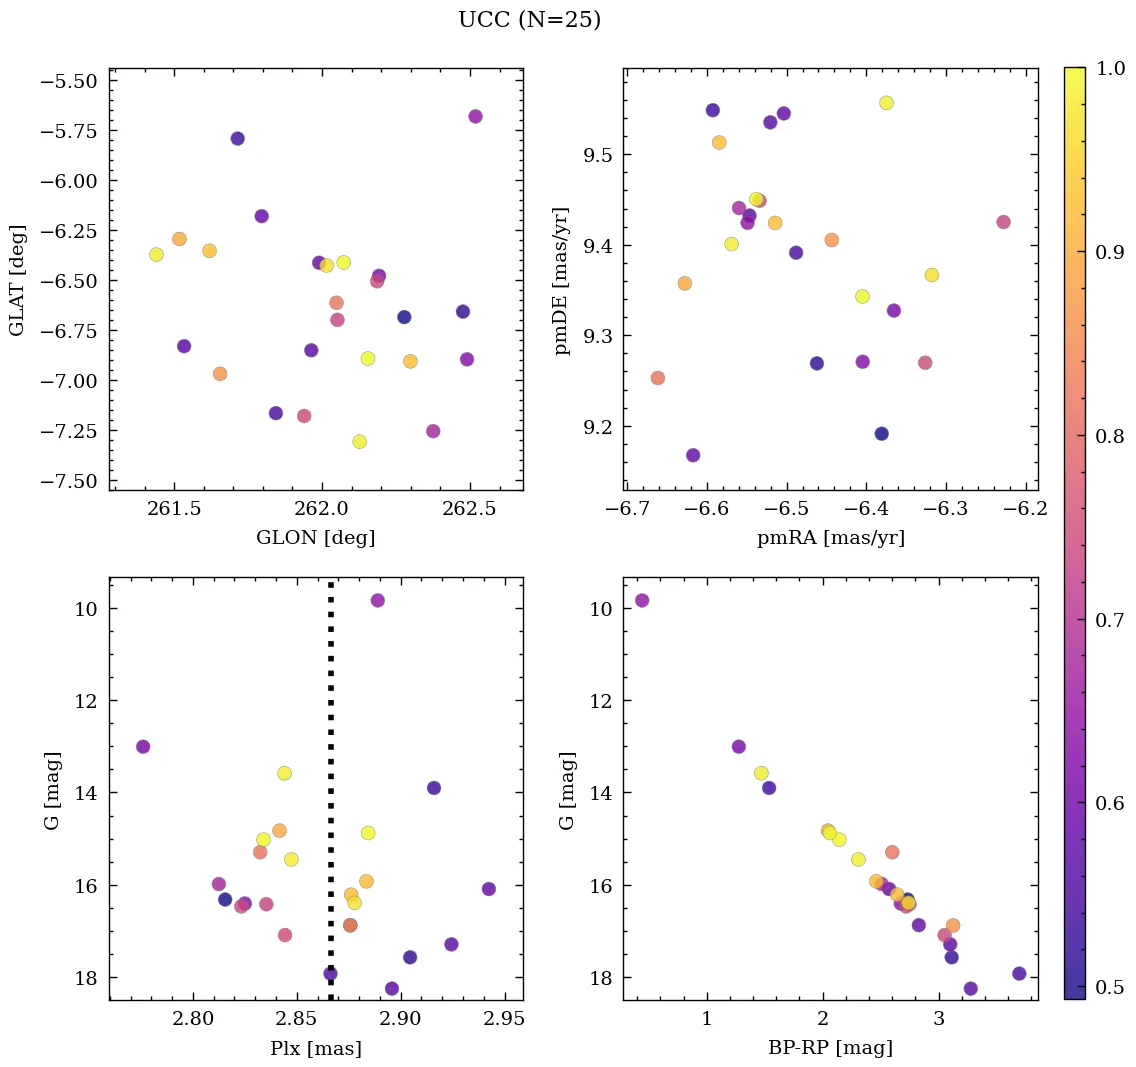 UCC (N=25)
−5.50
−5.75
−6.00
−6.25
−6.50
−6.75
−7.00
−7.25
−7.50
GLAT [deg]
261.5 262.0 262.5
GLON [deg]
9.5
9.4
9.3
9.2
pmDE [mas/yr]
−6.7 −6.6 −6.5 −6.4 −6.3 −6.2
pmRA [mas/yr]
10
12
14
16
18
G [mag]
2.80 2.85 2.90 2.95
Plx [mas]
10
12
14
16
18
G [mag]
1 2 3
BP-RP [mag]
1.0
0.9
0.8
0.7
0.6
0.5